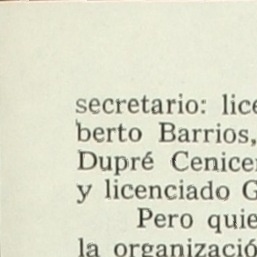 secretario: lice
berto Barrios,
Dupré Cenice
y licenciado G
Pero quie
la organizació